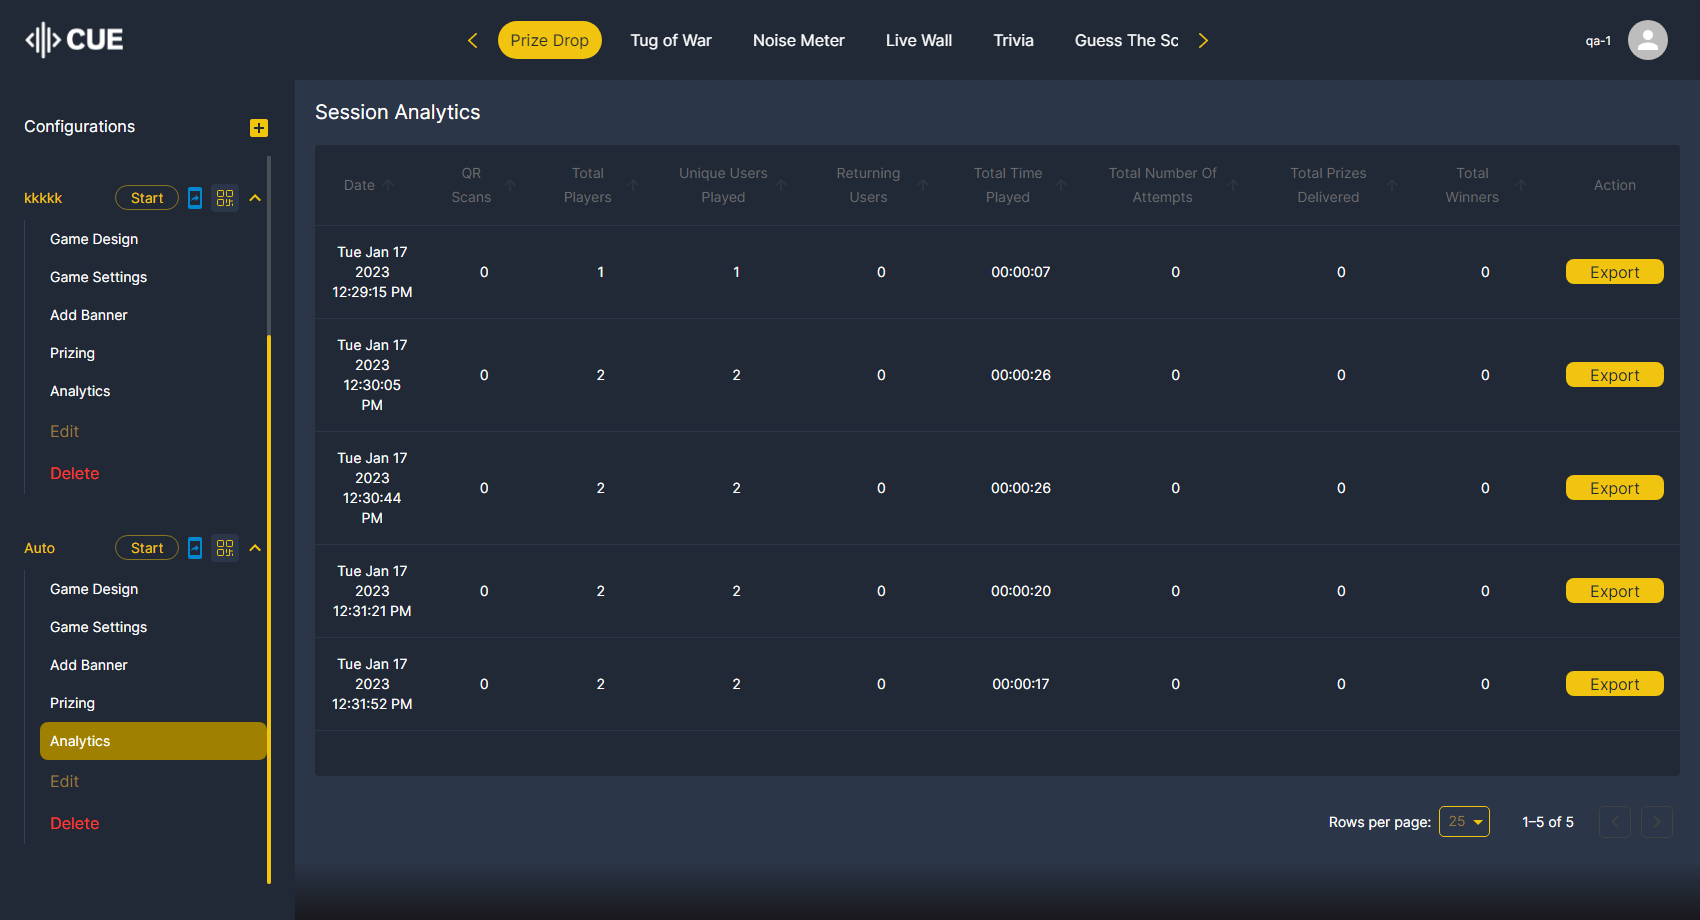 CUE
Prize Drop
Tug of War
Noise Meter
Live Wall
Trivia
Guess The Sc
qa-1
Configurations
kkkkk
Start
Game Design
Game Settings
Add Banner
Prizing
Analytics
Edit
Delete
Auto
Start
Game Design
Game Settings
Add Banner
Prizing
Analytics
Edit
Delete
Session Analytics
Date
QR
Scans
Total
Players
Unique Users
Played
Returning
Users
Total Time
Played
Total Number Of
Attempts
Total Prizes
Delivered
Total
Winners
Action
Tue Jan 17
2023
12:29:15 PM
0
1
1
0
00:00:07
0
0
0
Export
Tue Jan 17
2023
12:30:05
PM
0
2
2
0
00:00:26
0
0
0
Export
Tue Jan 17
2023
12:30:44
PM
0
2
2
0
00:00:26
0
0
0
Export
Tue Jan 17
2023
12:31:21 PM
0
2
2
0
00:00:20
0
0
0
Export
Tue Jan 17
2023
12:31:52 PM
0
2
2
0
00:00:17
0
0
0
Export
Rows per page: 25
1–5 of 5